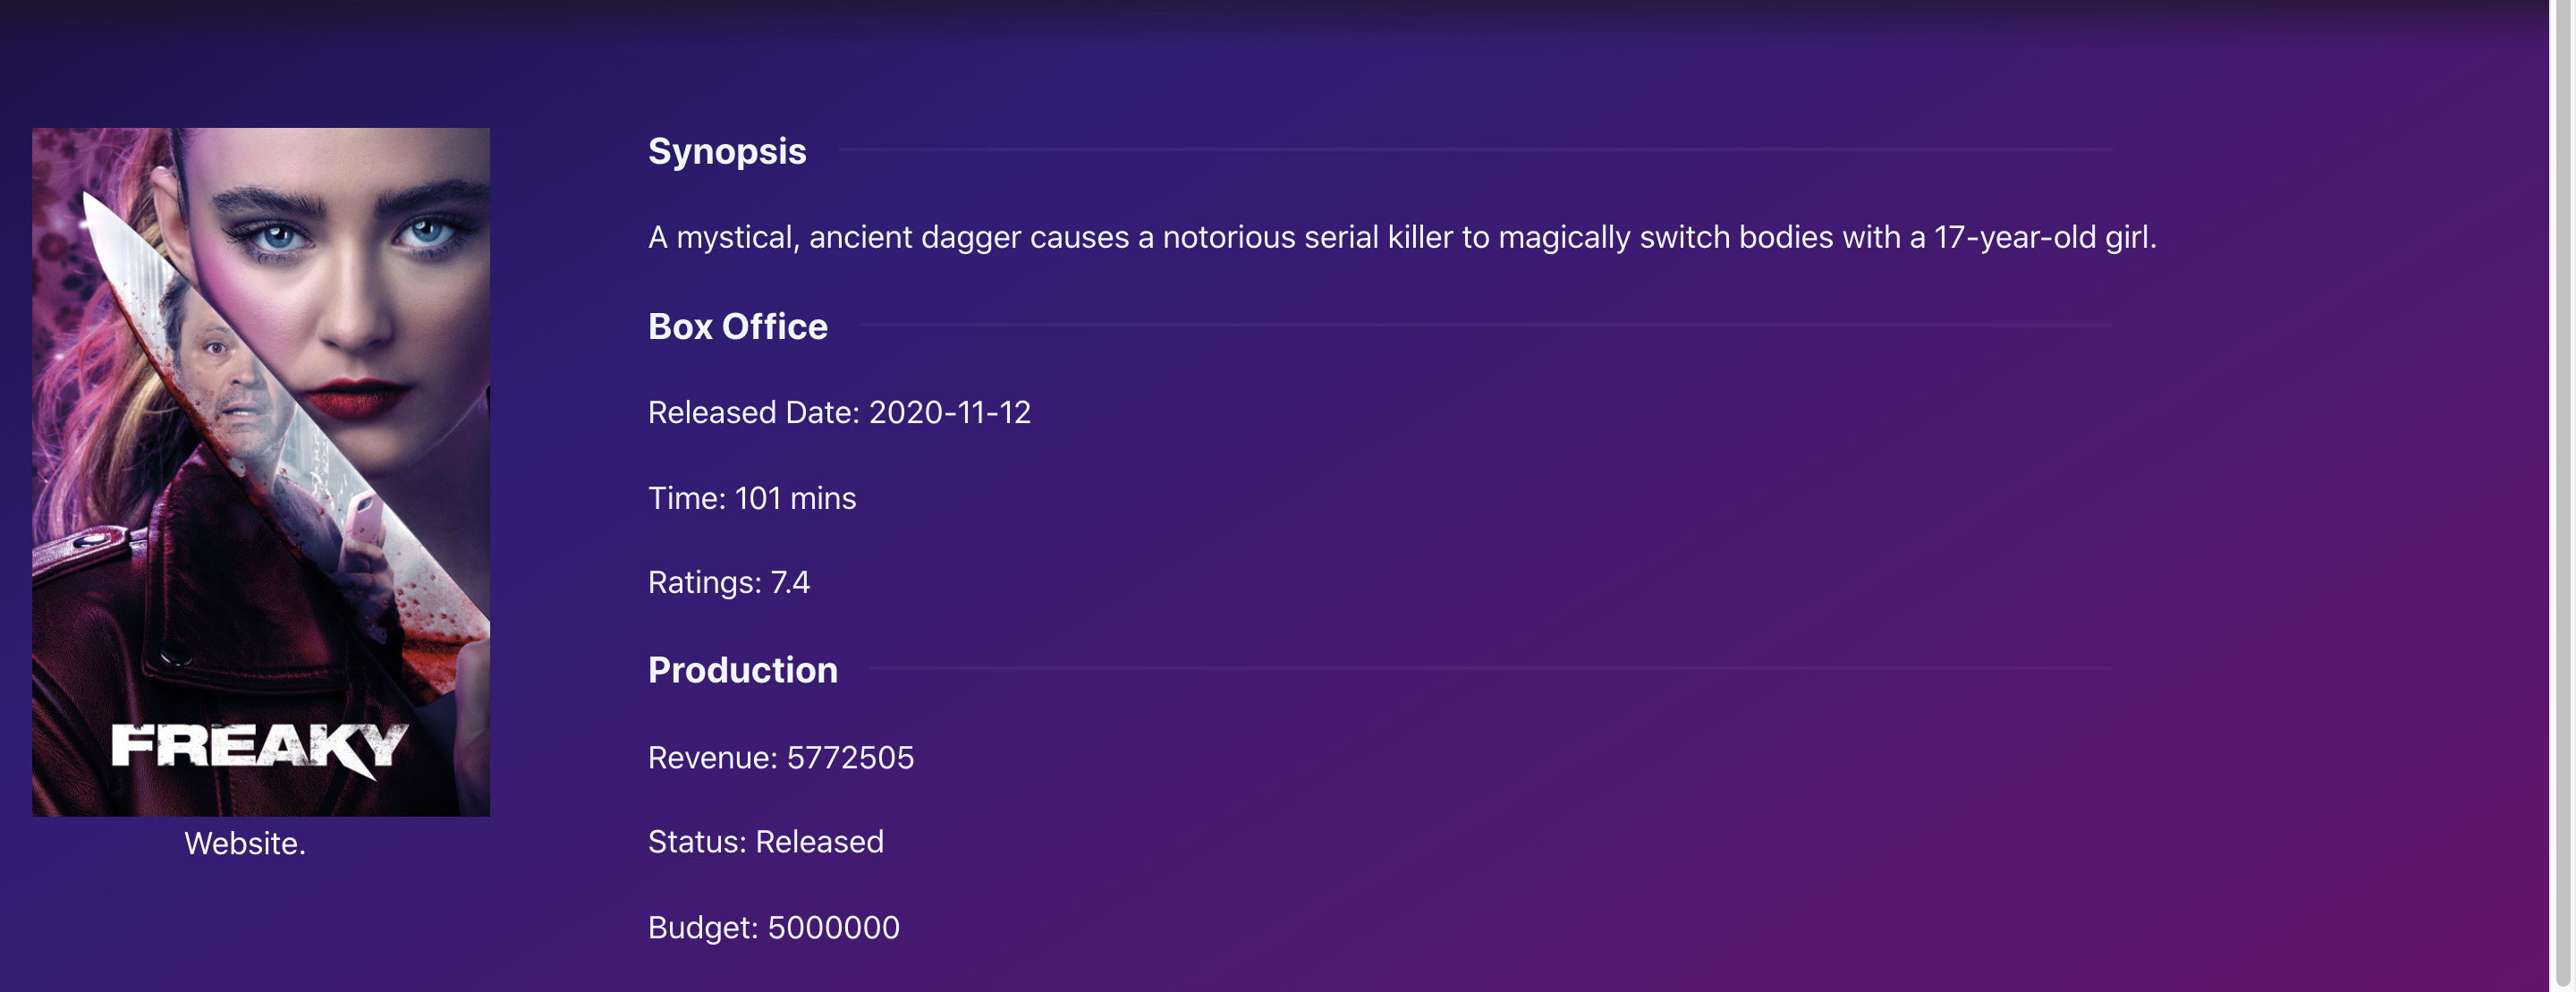 Synopsis
A mystical, ancient dagger causes a notorious serial killer to magically switch bodies with a 17-year-old girl.
Box Office
Released Date: 2020-11-12
Time: 101 mins
Ratings: 7.4
Production
Revenue: 5772505
Status: Released
Budget: 5000000
FREAKY
Website.